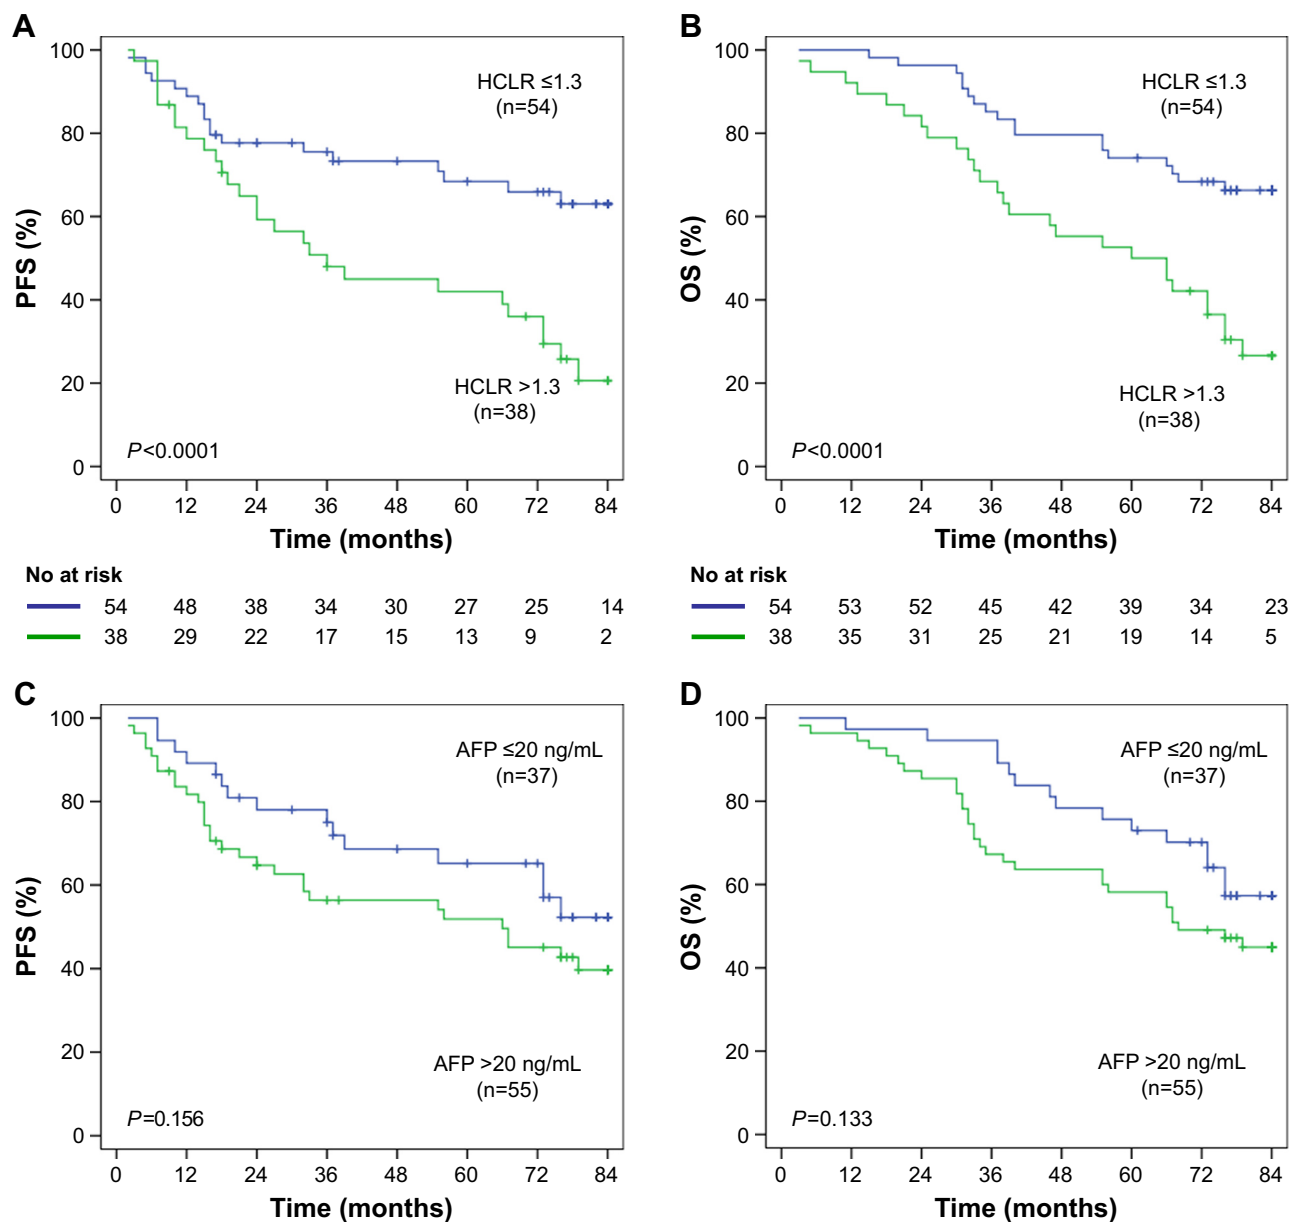 A
PFS (%)
100
80
60
40
20
0
HCLR ≤1.3
(n=54)
HCLR >1.3
(n=38)
P<0.0001
0 12 24 36 48 60 72 84
Time (months)
No at risk
54 48 38 34 30 27 25 14
38 29 22 17 15 13 9 2
B
OS (%)
100
80
60
40
20
0
HCLR ≤1.3
(n=54)
HCLR >1.3
(n=38)
P<0.0001
0 12 24 36 48 60 72 84
Time (months)
No at risk
54 53 52 45 42 39 34 23
38 35 31 25 21 19 14 5
C
PFS (%)
100
80
60
40
20
0
AFP ≤20 ng/mL
(n=37)
AFP >20 ng/mL
(n=55)
P=0.156
0 12 24 36 48 60 72 84
Time (months)
D
OS (%)
100
80
60
40
20
0
AFP ≤20 ng/mL
(n=37)
AFP >20 ng/mL
(n=55)
P=0.133
0 12 24 36 48 60 72 84
Time (months)